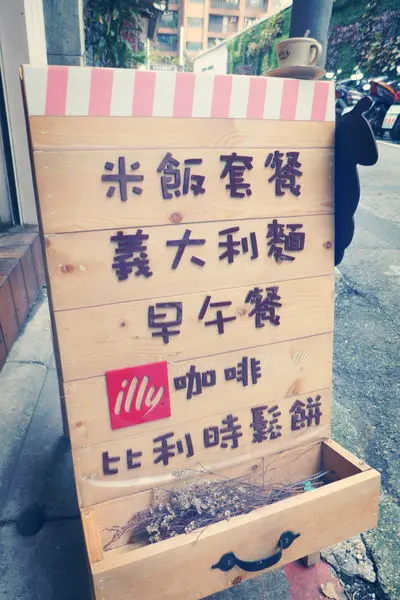 米飯套餐
義大利麵
早午餐
illy 咖啡
比利時鬆餅